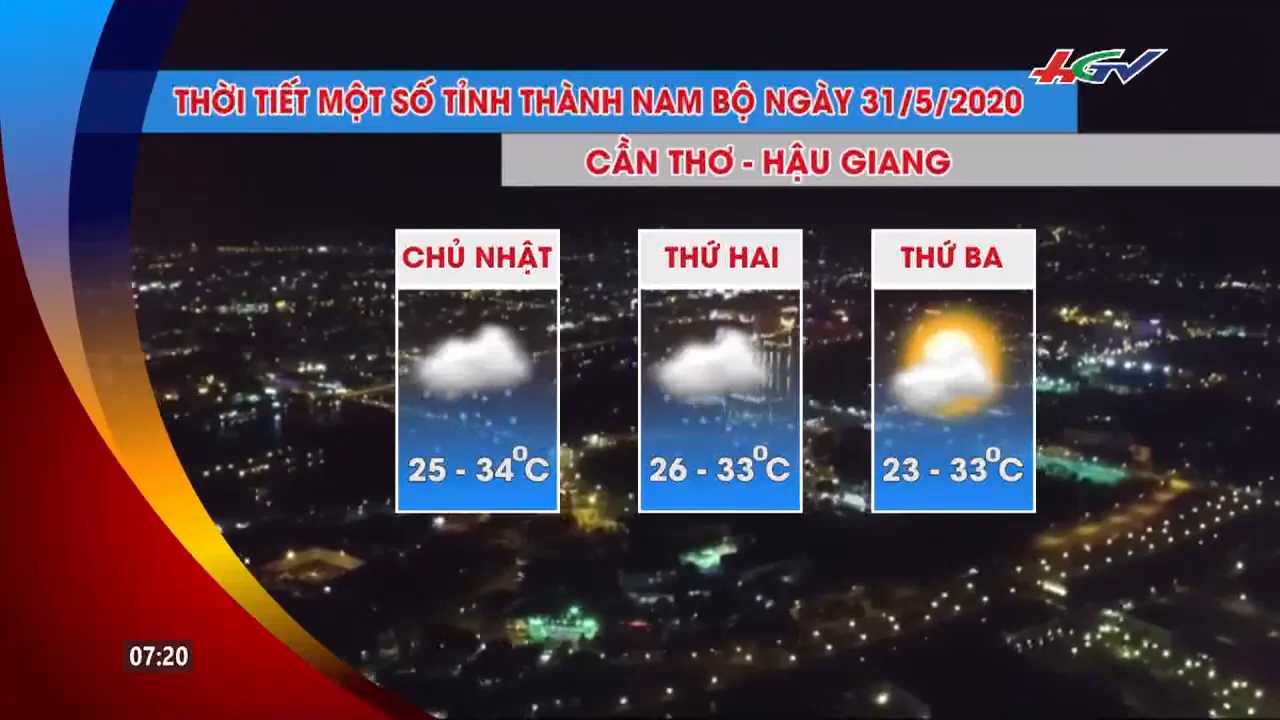 HGV
THỜI TIẾT MỘT SỐ TỈNH THÀNH NAM BỘ NGÀY 31/5/2020
CẦN THƠ - HẬU GIANG
CHỦ NHẬT
25 - 34°C
THỨ HAI
26 - 33°C
THỨ BA
23 - 33°C
07:20